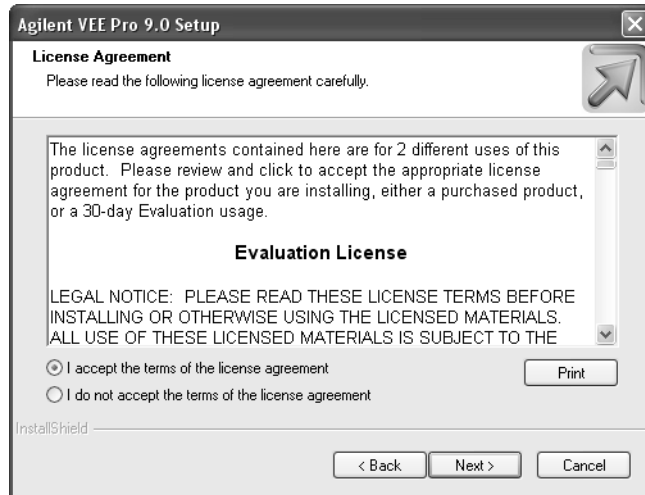 Agilent VEE Pro 9.0 Setup
License Agreement
Please read the following license agreement carefully.
The license agreements contained here are for 2 different uses of this
product.  Please review and click to accept the appropriate license
agreement for the product you are installing, either a purchased product,
or a 30-day Evaluation usage.
Evaluation License
LEGAL NOTICE:  PLEASE READ THESE LICENSE TERMS BEFORE
INSTALLING OR OTHERWISE USING THE LICENSED MATERIALS.
ALL USE OF THESE LICENSED MATERIALS IS SUBJECT TO THE
I accept the terms of the license agreement
Print
I do not accept the terms of the license agreement
InstallShield
< Back
Next >
Cancel